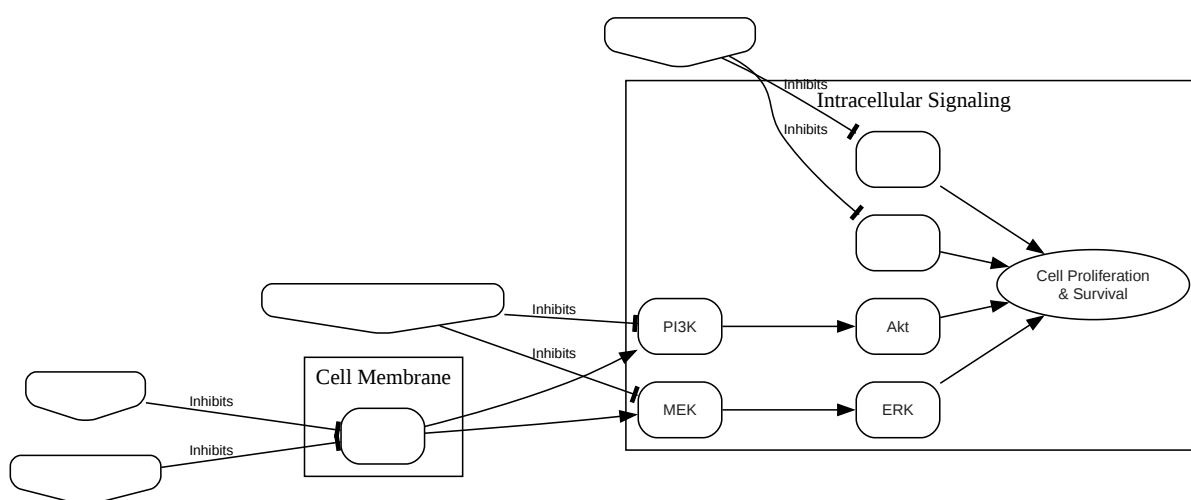 Inhibits
Intracellular Signaling
Inhibits
Cell Proliferation
& Survival
Inhibits
PI3K
Akt
Inhibits
Cell Membrane
Inhibits
MEK
ERK
Inhibits